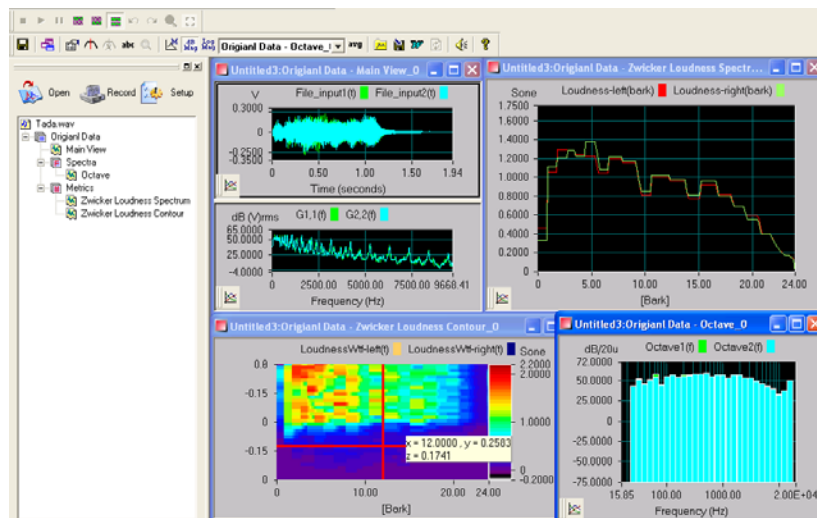 Origianl Data - Octave_(
avg
abc
Open Record Setup
Tada.wav
Origianl Data
Main View
Spectra
Octave
Metrics
Zwicker Loudness Spectrum
Zwicker Loudness Contour
Untitled3:Origianl Data - Main View_0
V File_input1(t) File_input2(t)
0.3000
0
-0.2500
-0.3500
0 0.50 1.00 1.50 1.94
Time (seconds)
dB (V)rms G1,1(f) G2,2(f)
65.0000
50.0000
25.0000
-4.0000
0 2500.00 5000.00 7500.00 9668.41
Frequency (Hz)
Untitled3:Origianl Data - Zwicker Loudness Spectr...
Sone Loudness-left(bark) Loudness-right(bark)
1.7500
1.6000
1.4000
1.2000
1.0000
0.8000
0.6000
0.4000
0.2000
0
0 5.00 10.00 15.00 20.00 24.00
[Bark]
Untitled3:Origianl Data - Zwicker Loudness Contour_0
Sone
2.2000
2.0000
1.0000
0
-0.2000
-0.15
0
-0.15
0
x = 12.0000 , y = 0.2583
z = 0.1741
0 10.00 20.00 24.00
[Bark]
Untitled3:Origianl Data - Octave_0
dB/20u Octave1(f) Octave2(f)
72.0000
50.0000
25.0000
0
-25.0000
-50.0000
-75.0000
15.85 100.00 1000.00 2.00E+04
Frequency (Hz)